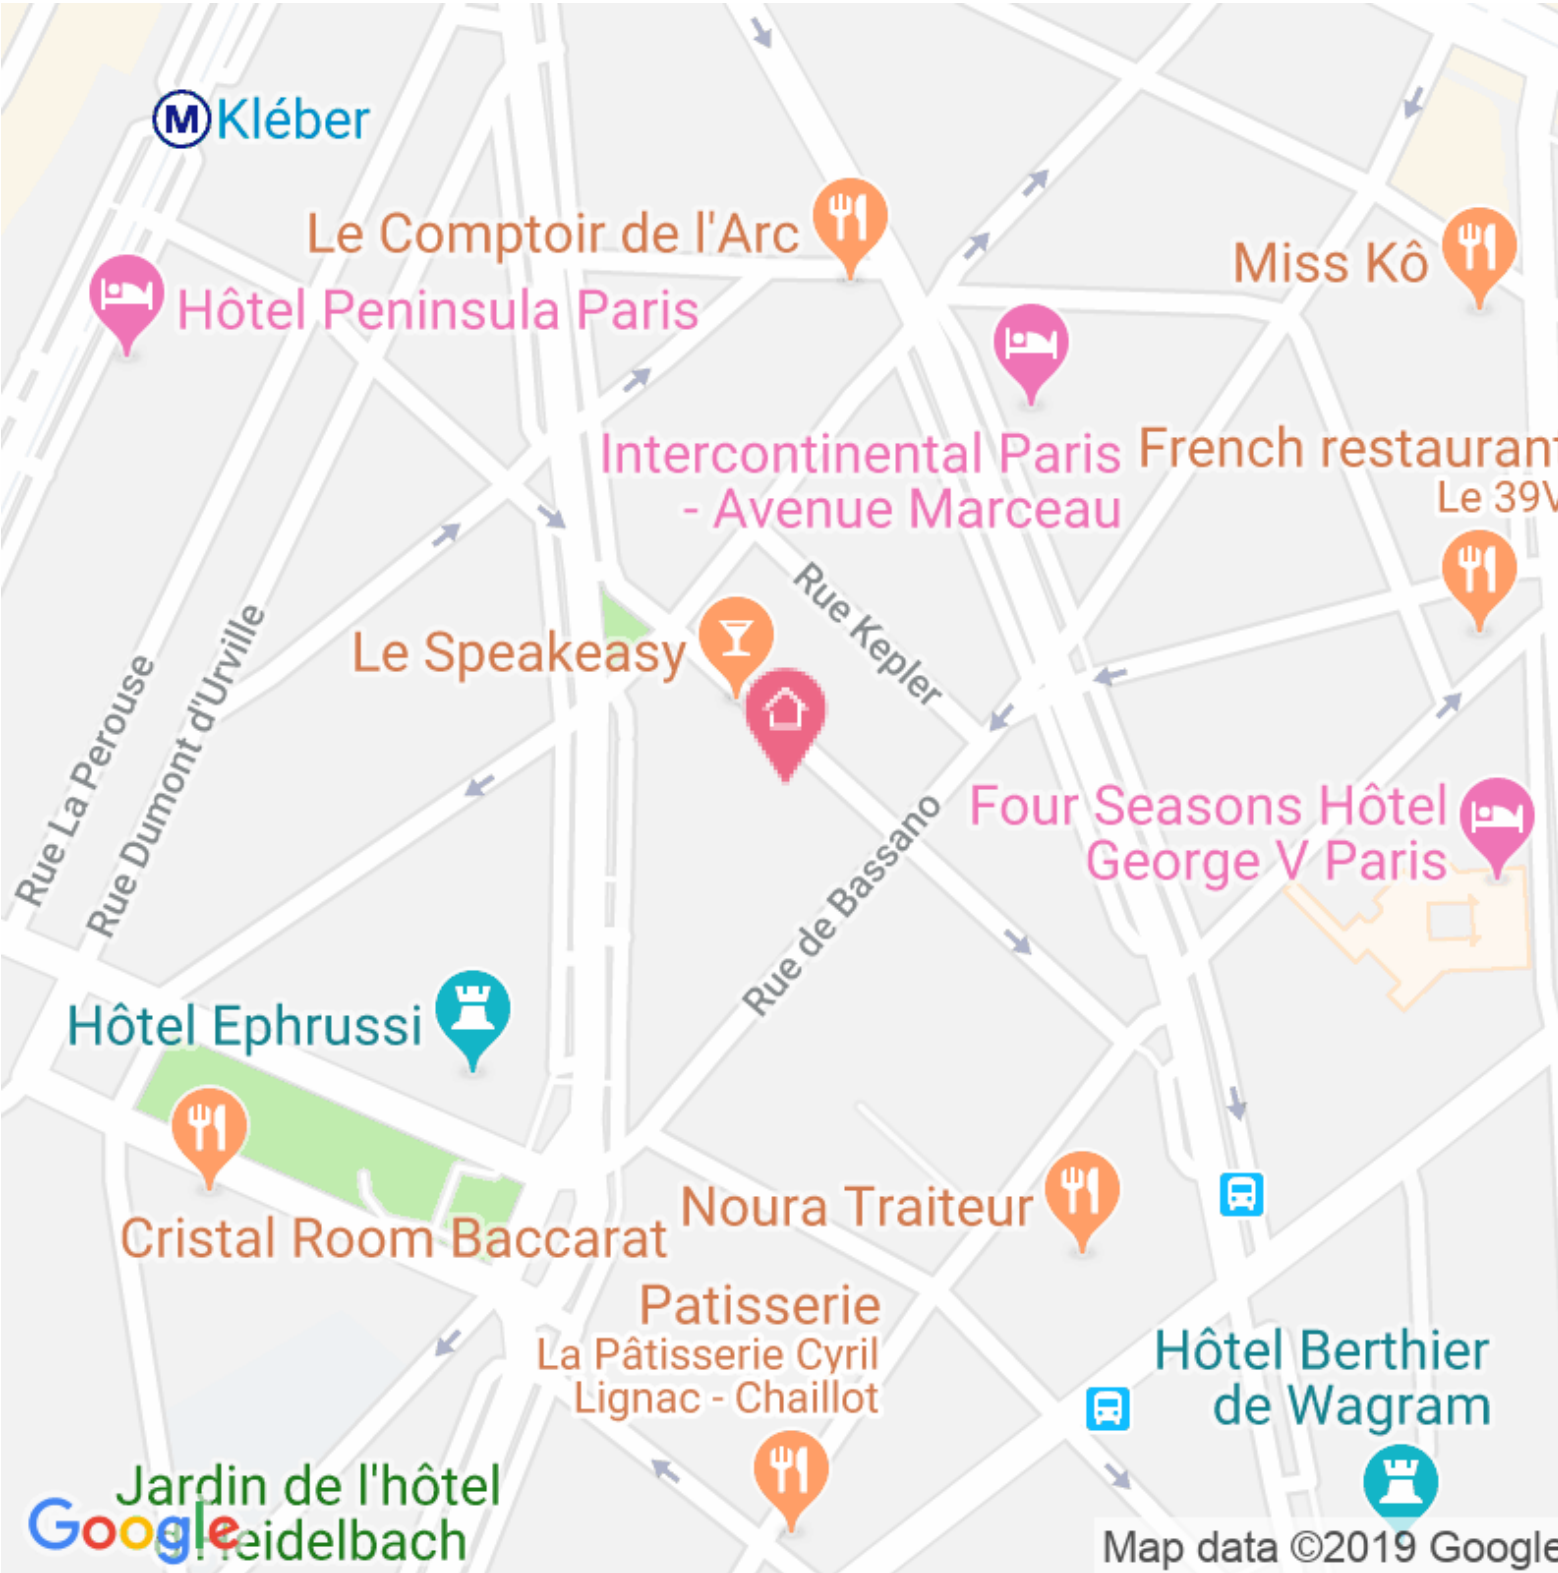 M Kléber
Le Comptoir de l'Arc
Miss Kô
Hôtel Peninsula Paris
Intercontinental Paris
- Avenue Marceau
French restaurant
Le 39V
Rue Kepler
Le Speakeasy
Rue La Perouse
Rue Dumont d'Urville
Four Seasons Hôtel
George V Paris
Rue de Bassano
Hôtel Ephrussi
Cristal Room Baccarat
Noura Traiteur
Patisserie
La Pâtisserie Cyril
Lignac - Chaillot
Hôtel Berthier
de Wagram
Jardin de l'hôtel
d'Heidelbach
Google
Map data ©2019 Google